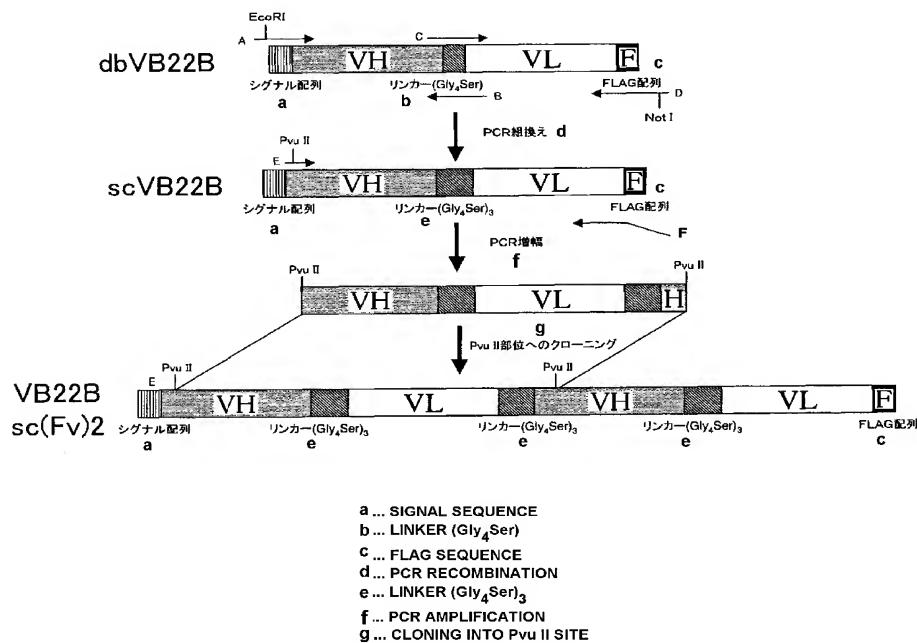 EcoRI
A C
dbVB22B VH VL F c
シグナル配列 リンカー(Gly4Ser) FLAG配列
a b B D
Not I
PCR組換え d
Pvu II
E
scVB22B VH VL F c
シグナル配列 リンカー(Gly4Ser)3 FLAG配列
a e F
PCR増幅
f
Pvu II Pvu II
VH VL H
g
Pvu II部位へのクローニング
E Pvu II Pvu II
VB22B VH VL VH VL F
sc(Fv)2
シグナル配列 リンカー(Gly4Ser)3 リンカー(Gly4Ser)3 リンカー(Gly4Ser)3 FLAG配列
a e e e c
a ... SIGNAL SEQUENCE
b ... LINKER (Gly4Ser)
c ... FLAG SEQUENCE
d ... PCR RECOMBINATION
e ... LINKER (Gly4Ser)3
f ... PCR AMPLIFICATION
g ... CLONING INTO Pvu II SITE